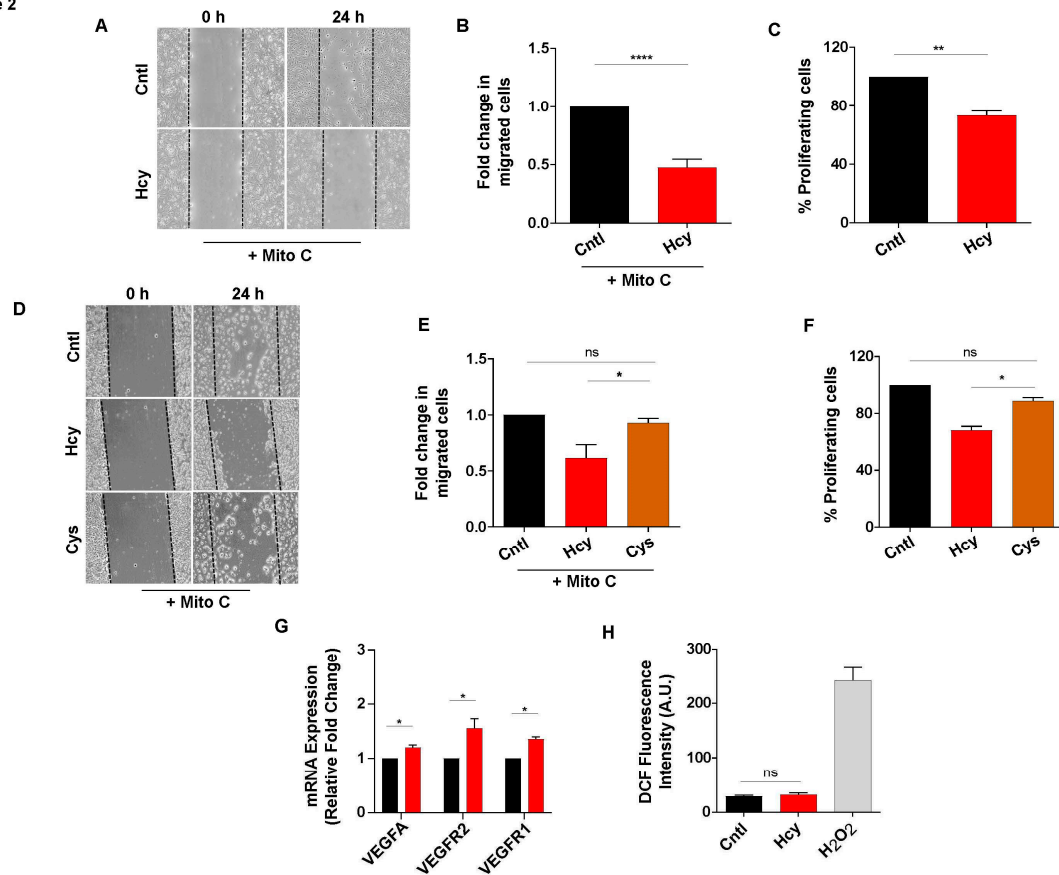 e 2
A
0 h
24 h
Cntl
Hcy
+ Mito C
B
Fold change in
migrated cells
1.5
1.0
0.5
0.0
****
Cntl
Hcy
+ Mito C
C
% Proliferating cells
120
80
40
0
**
Cntl
Hcy
D
0 h
24 h
Cntl
Hcy
Cys
+ Mito C
E
Fold change in
migrated cells
1.5
1.0
0.5
0.0
ns
*
Cntl
Hcy
Cys
+ Mito C
F
% Proliferating cells
120
80
40
0
ns
*
Cntl
Hcy
Cys
G
mRNA Expression
(Relative Fold Change)
3
2
1
0
*
*
*
VEGFA
VEGFR2
VEGFR1
H
DCF Fluorescence
Intensity (A.U.)
300
200
100
0
ns
Cntl
Hcy
H2O2